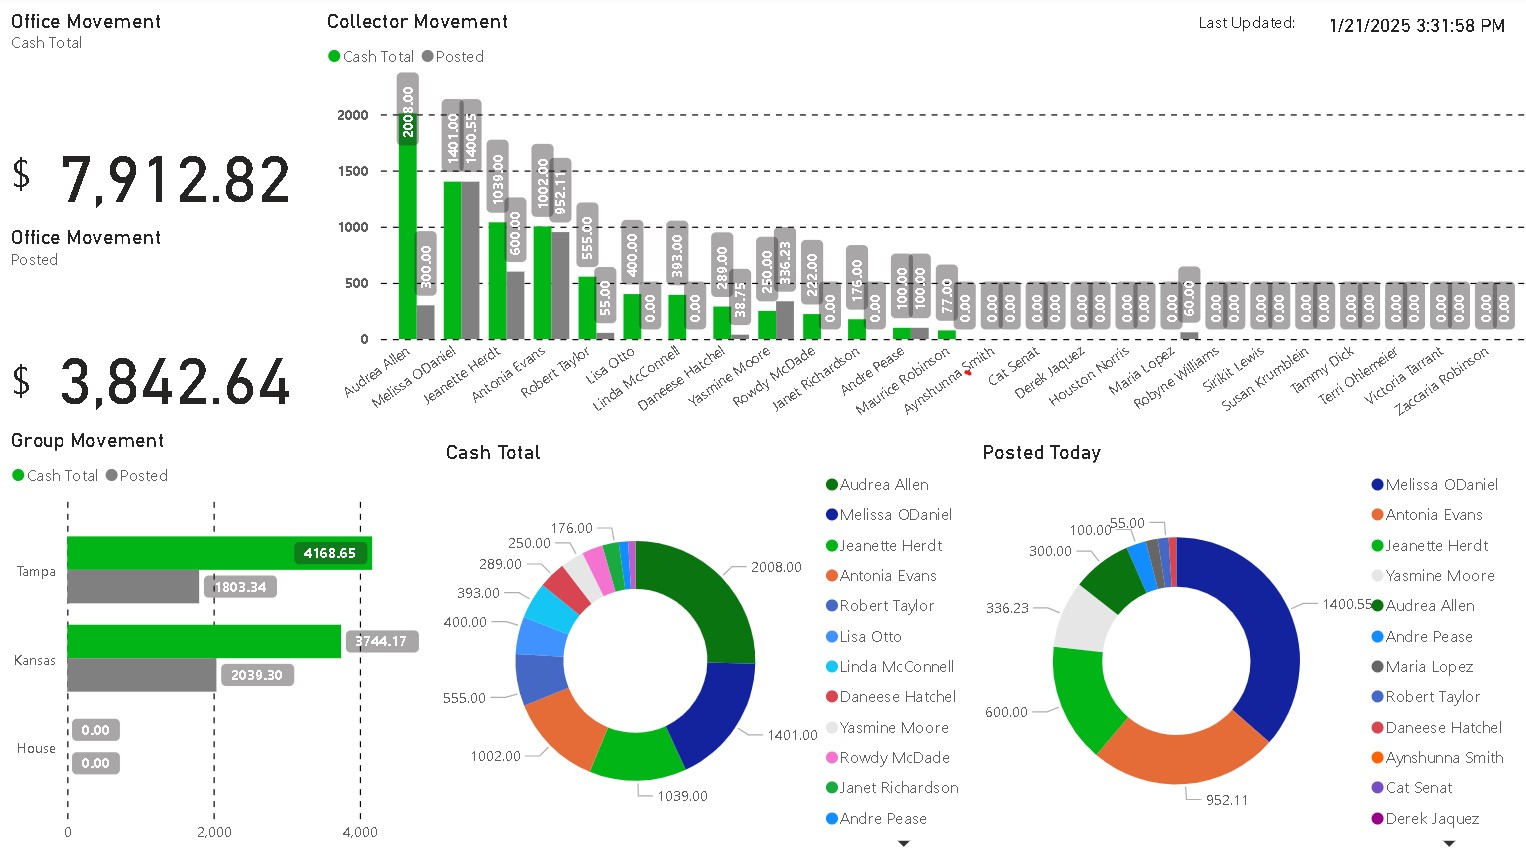 Office Movement
Cash Total
$ 7,912.82
Office Movement
Posted
$ 3,842.64
Collector Movement
Cash Total Posted
Last Updated: 1/21/2025 3:31:58 PM
2000
1500
1000
500
0
2008.00 300.00 1401.00 1400.55 1039.00 600.00 1002.00 952.11 555.00 55.00 400.00 0.00 393.00 0.00 289.00 38.75 250.00 336.23 222.00 0.00 176.00 0.00 100.00 100.00 77.00 0.00 0.00 0.00 0.00 0.00 0.00 0.00 0.00 0.00 0.00 60.00 0.00 0.00 0.00 0.00 0.00 0.00 0.00 0.00 0.00 0.00 0.00 0.00 0.00 0.00
Audrea Allen
Melissa ODaniel
Jeanette Herdt
Antonia Evans
Robert Taylor
Lisa Otto
Linda McConnell
Daneese Hatchel
Yasmine Moore
Rowdy McDade
Janet Richardson
Andre Pease
Maurice Robinson
Aynshunna Smith
Cat Senat
Derek Jaquez
Houston Norris
Maria Lopez
Robyne Williams
Sirikit Lewis
Susan Krumblein
Tammy Dick
Terri Ohlemeier
Victoria Tarrant
Zaccaria Robinson
Group Movement
Cash Total Posted
Tampa
4168.65
1803.34
Kansas
3744.17
2039.30
House
0.00
0.00
0 2,000 4,000
Cash Total
176.00
250.00
289.00
393.00
400.00
555.00
1002.00
1039.00
1401.00
2008.00
Audrea Allen
Melissa ODaniel
Jeanette Herdt
Antonia Evans
Robert Taylor
Lisa Otto
Linda McConnell
Daneese Hatchel
Yasmine Moore
Rowdy McDade
Janet Richardson
Andre Pease
Posted Today
55.00
100.00
300.00
336.23
600.00
952.11
1400.55
Melissa ODaniel
Antonia Evans
Jeanette Herdt
Yasmine Moore
Audrea Allen
Andre Pease
Maria Lopez
Robert Taylor
Daneese Hatchel
Aynshunna Smith
Cat Senat
Derek Jaquez